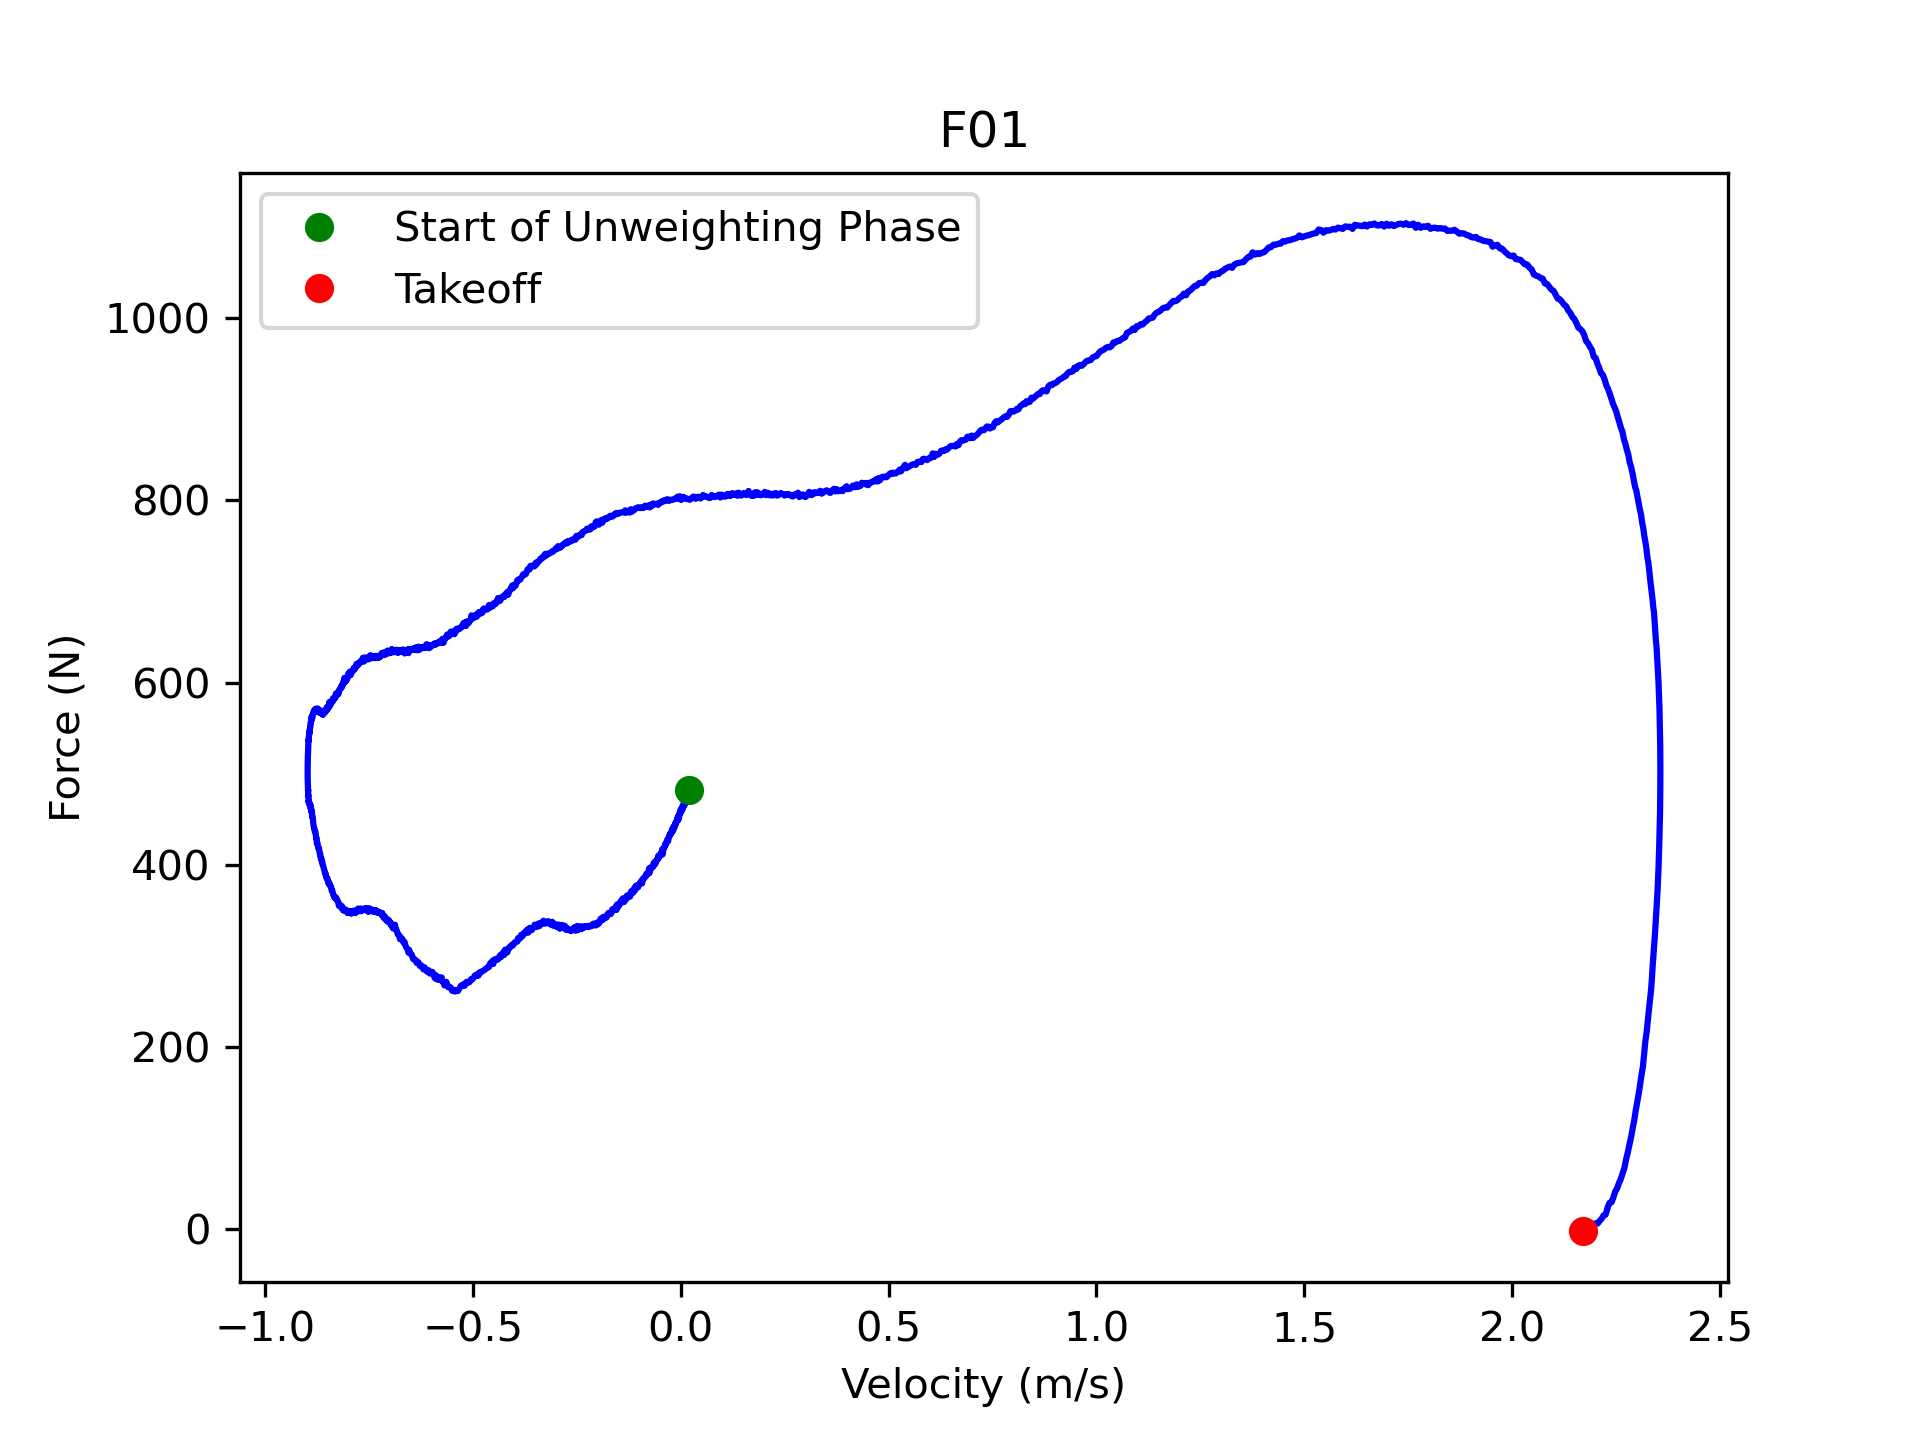 F01
Start of Unweighting Phase
Takeoff
1000
800
600
400
200
0
Force (N)
−1.0 −0.5 0.0 0.5 1.0 1.5 2.0 2.5
Velocity (m/s)